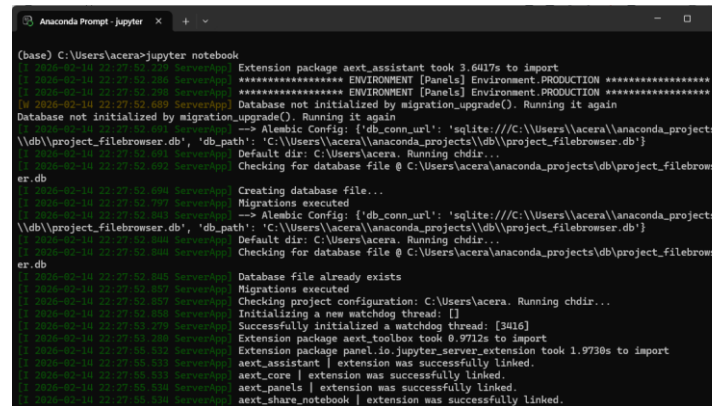 Anaconda Prompt - jupyter
(base) C:\Users\acera>jupyter notebook
[I 2026-02-14 22:27:52.229 ServerApp] Extension package aext_assistant took 3.6417s to import
[I 2026-02-14 22:27:52.286 ServerApp] ****************** ENVIRONMENT [Panels] Environment.PRODUCTION ******************
[I 2026-02-14 22:27:52.298 ServerApp] ****************** ENVIRONMENT [Panels] Environment.PRODUCTION ******************
[W 2026-02-14 22:27:52.689 ServerApp] Database not initialized by migration_upgrade(). Running it again
Database not initialized by migration_upgrade(). Running it again
[I 2026-02-14 22:27:52.691 ServerApp] --> Alembic Config: {'db_conn_url': 'sqlite:///C:\\Users\\acera\\anaconda_projects
\\db\\project_filebrowser.db', 'db_path': 'C:\\Users\\acera\\anaconda_projects\\db\\project_filebrowser.db'}
[I 2026-02-14 22:27:52.691 ServerApp] Default dir: C:\Users\acera. Running chdir...
[I 2026-02-14 22:27:52.692 ServerApp] Checking for database file @ C:\Users\acera\anaconda_projects\db\project_filebrows
er.db
[I 2026-02-14 22:27:52.694 ServerApp] Creating database file...
[I 2026-02-14 22:27:52.797 ServerApp] Migrations executed
[I 2026-02-14 22:27:52.843 ServerApp] --> Alembic Config: {'db_conn_url': 'sqlite:///C:\\Users\\acera\\anaconda_projects
\\db\\project_filebrowser.db', 'db_path': 'C:\\Users\\acera\\anaconda_projects\\db\\project_filebrowser.db'}
[I 2026-02-14 22:27:52.844 ServerApp] Default dir: C:\Users\acera. Running chdir...
[I 2026-02-14 22:27:52.844 ServerApp] Checking for database file @ C:\Users\acera\anaconda_projects\db\project_filebrows
er.db
[I 2026-02-14 22:27:52.845 ServerApp] Database file already exists
[I 2026-02-14 22:27:52.857 ServerApp] Migrations executed
[I 2026-02-14 22:27:52.857 ServerApp] Checking project configuration: C:\Users\acera. Running chdir...
[I 2026-02-14 22:27:52.858 ServerApp] Initializing a new watchdog thread: []
[I 2026-02-14 22:27:53.279 ServerApp] Successfully initialized a watchdog thread: [3416]
[I 2026-02-14 22:27:53.280 ServerApp] Extension package aext_toolbox took 0.9712s to import
[I 2026-02-14 22:27:55.532 ServerApp] Extension package panel.io.jupyter_server_extension took 1.9730s to import
[I 2026-02-14 22:27:55.533 ServerApp] aext_assistant | extension was successfully linked.
[I 2026-02-14 22:27:55.533 ServerApp] aext_core | extension was successfully linked.
[I 2026-02-14 22:27:55.534 ServerApp] aext_panels | extension was successfully linked.
[I 2026-02-14 22:27:55.534 ServerApp] aext_share_notebook | extension was successfully linked.